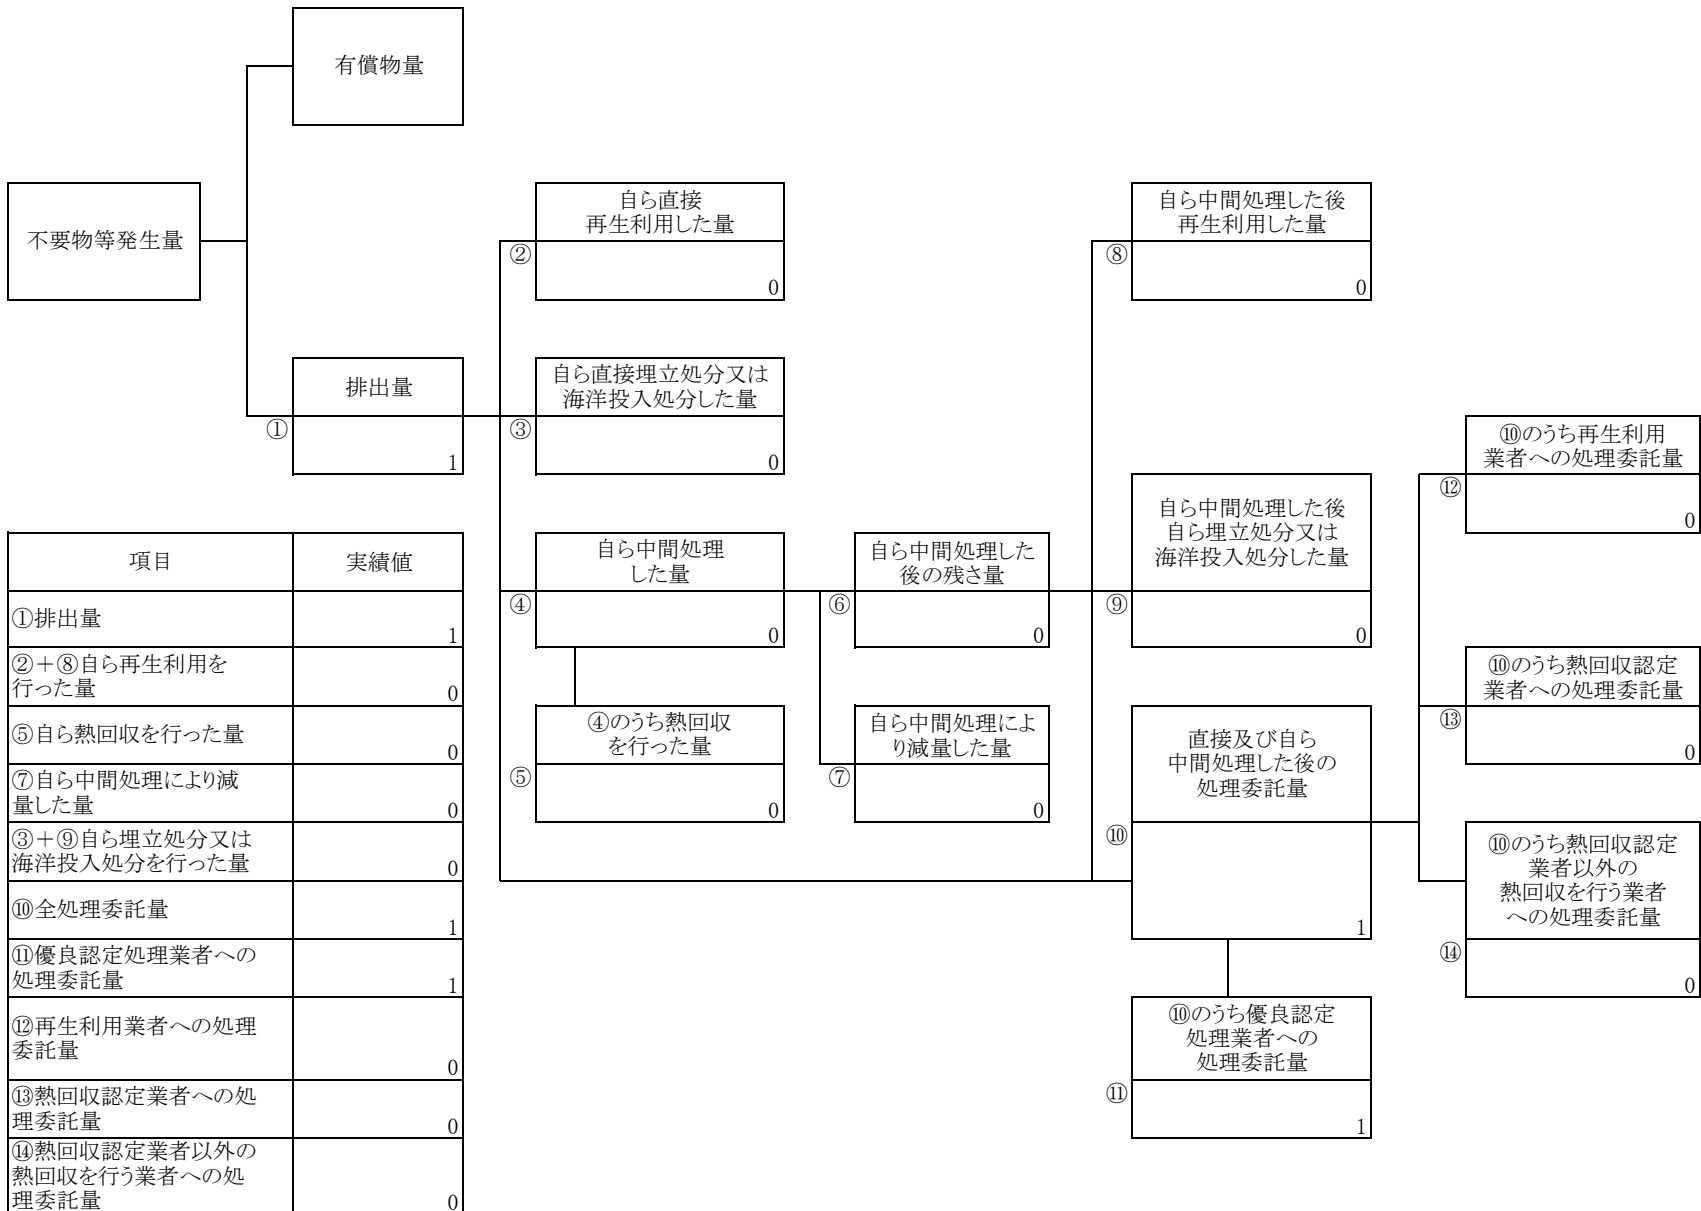 有償物量
不要物等発生量
自ら直接
再生利用した量
②
0
自ら中間処理した後
再生利用した量
⑧
0
排出量
①
1
自ら直接埋立処分又は
海洋投入処分した量
③
0
⑩のうち再生利用
業者への処理委託量
⑫
0
自ら中間処理
した量
④
0
自ら中間処理した
後の残さ量
⑥
0
自ら中間処理した後
自ら埋立処分又は
海洋投入処分した量
⑨
0
⑩のうち熱回収認定
業者への処理委託量
⑬
0
④のうち熱回収
を行った量
⑤
0
自ら中間処理によ
り減量した量
⑦
0
直接及び自ら
中間処理した後の
処理委託量
⑩
1
⑩のうち熱回収認定
業者以外の
熱回収を行う業者
への処理委託量
⑭
0
⑩のうち優良認定
処理業者への
処理委託量
⑪
1
項目 実績値
①排出量
1
②＋⑧自ら再生利用を
行った量 0
⑤自ら熱回収を行った量
0
⑦自ら中間処理により減
量した量 0
③＋⑨自ら埋立処分又は
海洋投入処分を行った量 0
⑩全処理委託量
1
⑪優良認定処理業者への
処理委託量 1
⑫再生利用業者への処理
委託量
0
⑬熱回収認定業者への処
理委託量 0
⑭熱回収認定業者以外の
熱回収を行う業者への処
理委託量 0